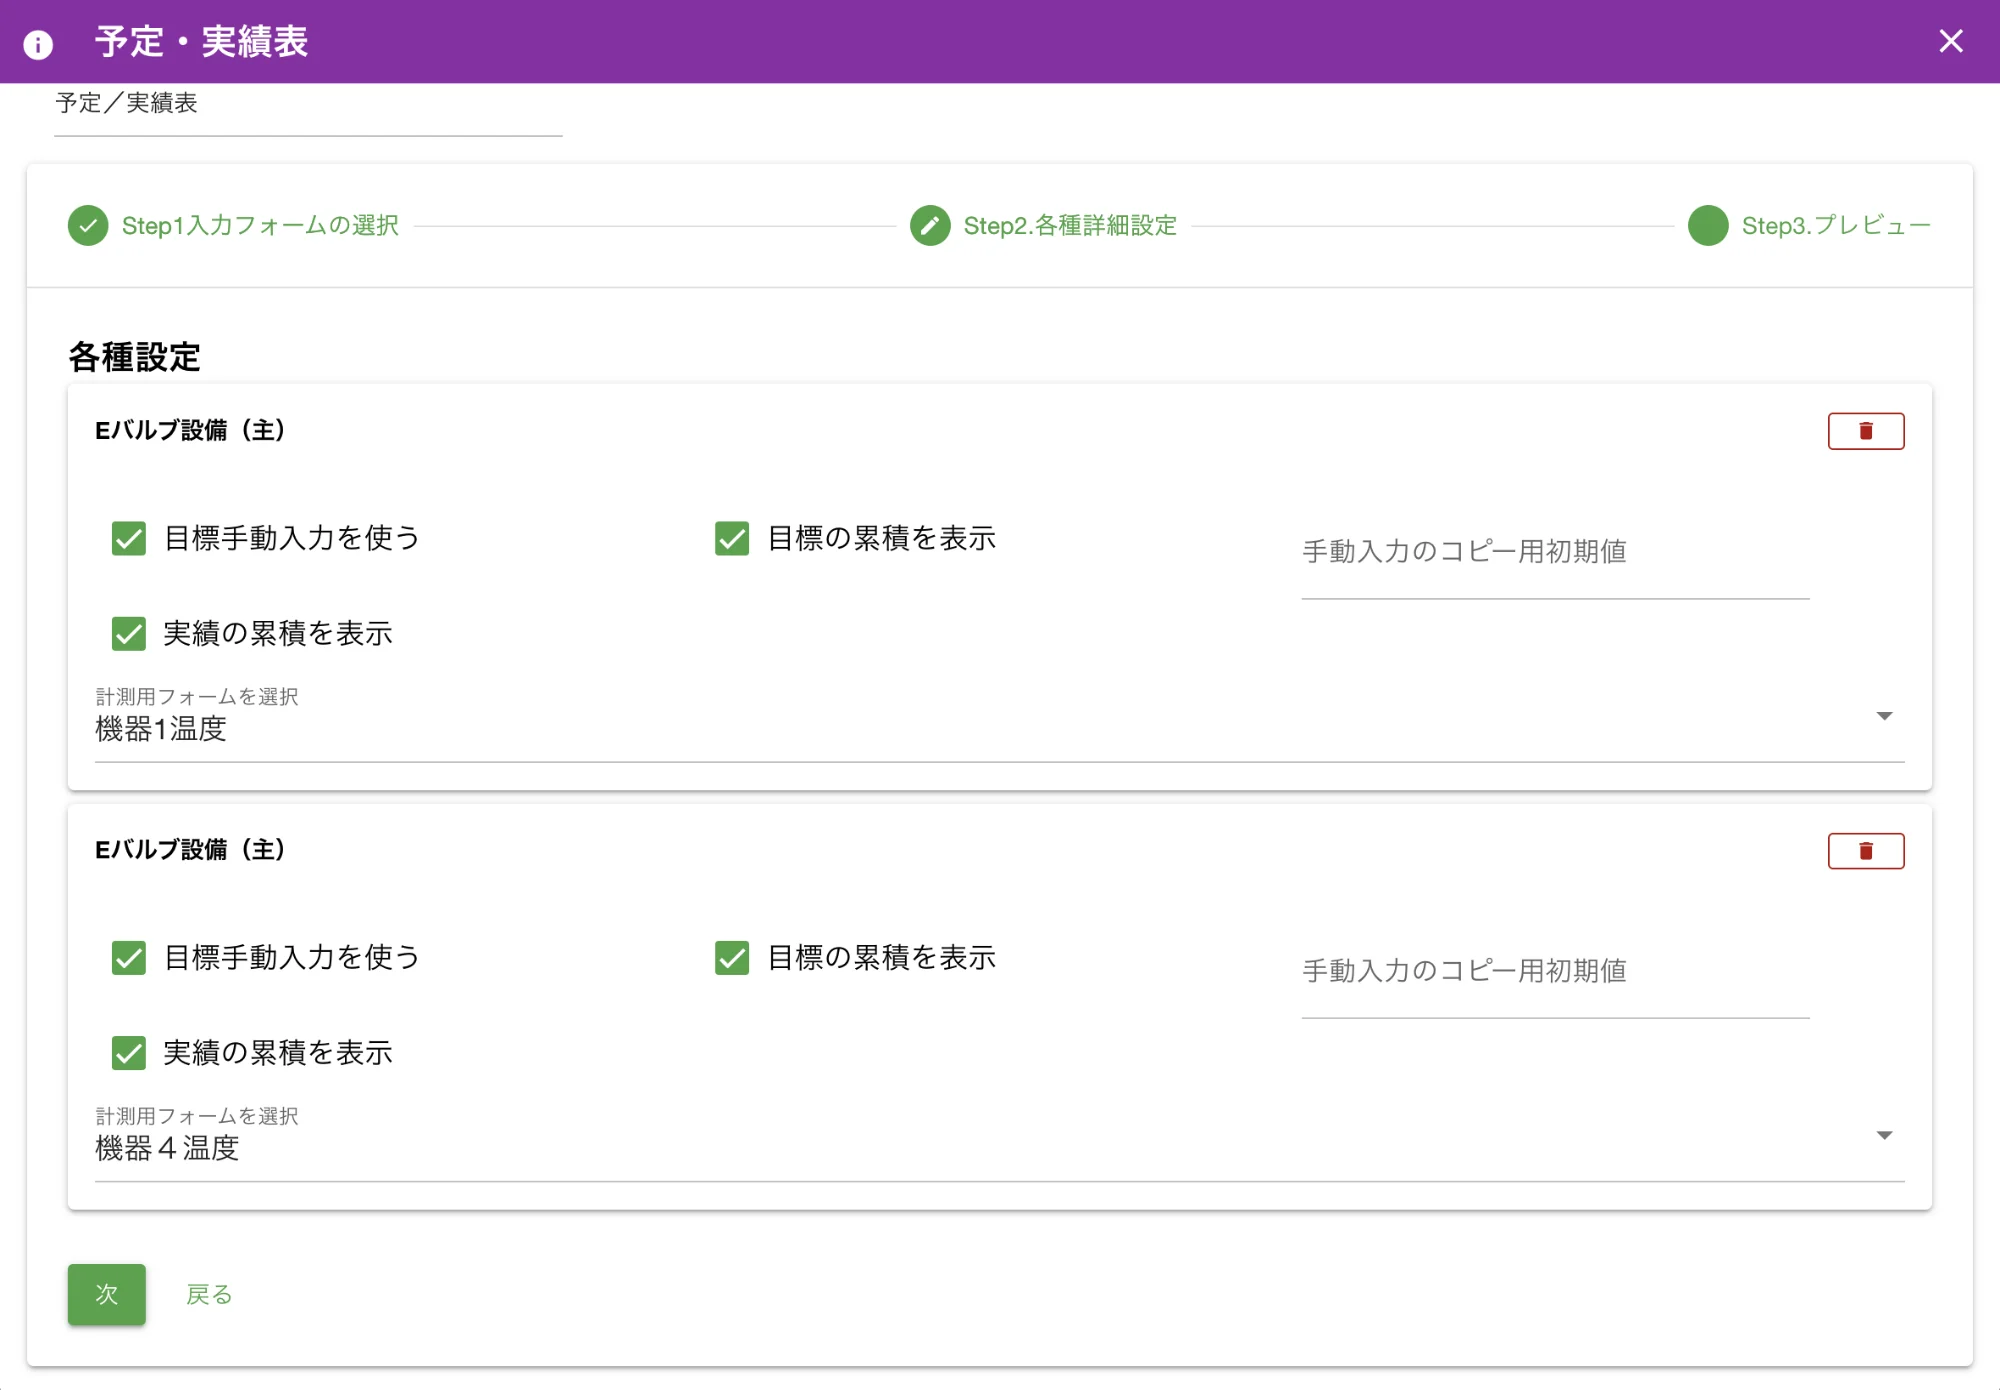 予定・実績表
予定／実績表
Step1入力フォームの選択
Step2.各種詳細設定
Step3.プレビュー
各種設定
Eバルブ設備（主）
目標手動入力を使う
目標の累積を表示
手動入力のコピー用初期値
実績の累積を表示
計測用フォームを選択
機器1温度
Eバルブ設備（主）
目標手動入力を使う
目標の累積を表示
手動入力のコピー用初期値
実績の累積を表示
計測用フォームを選択
機器４温度
次
戻る